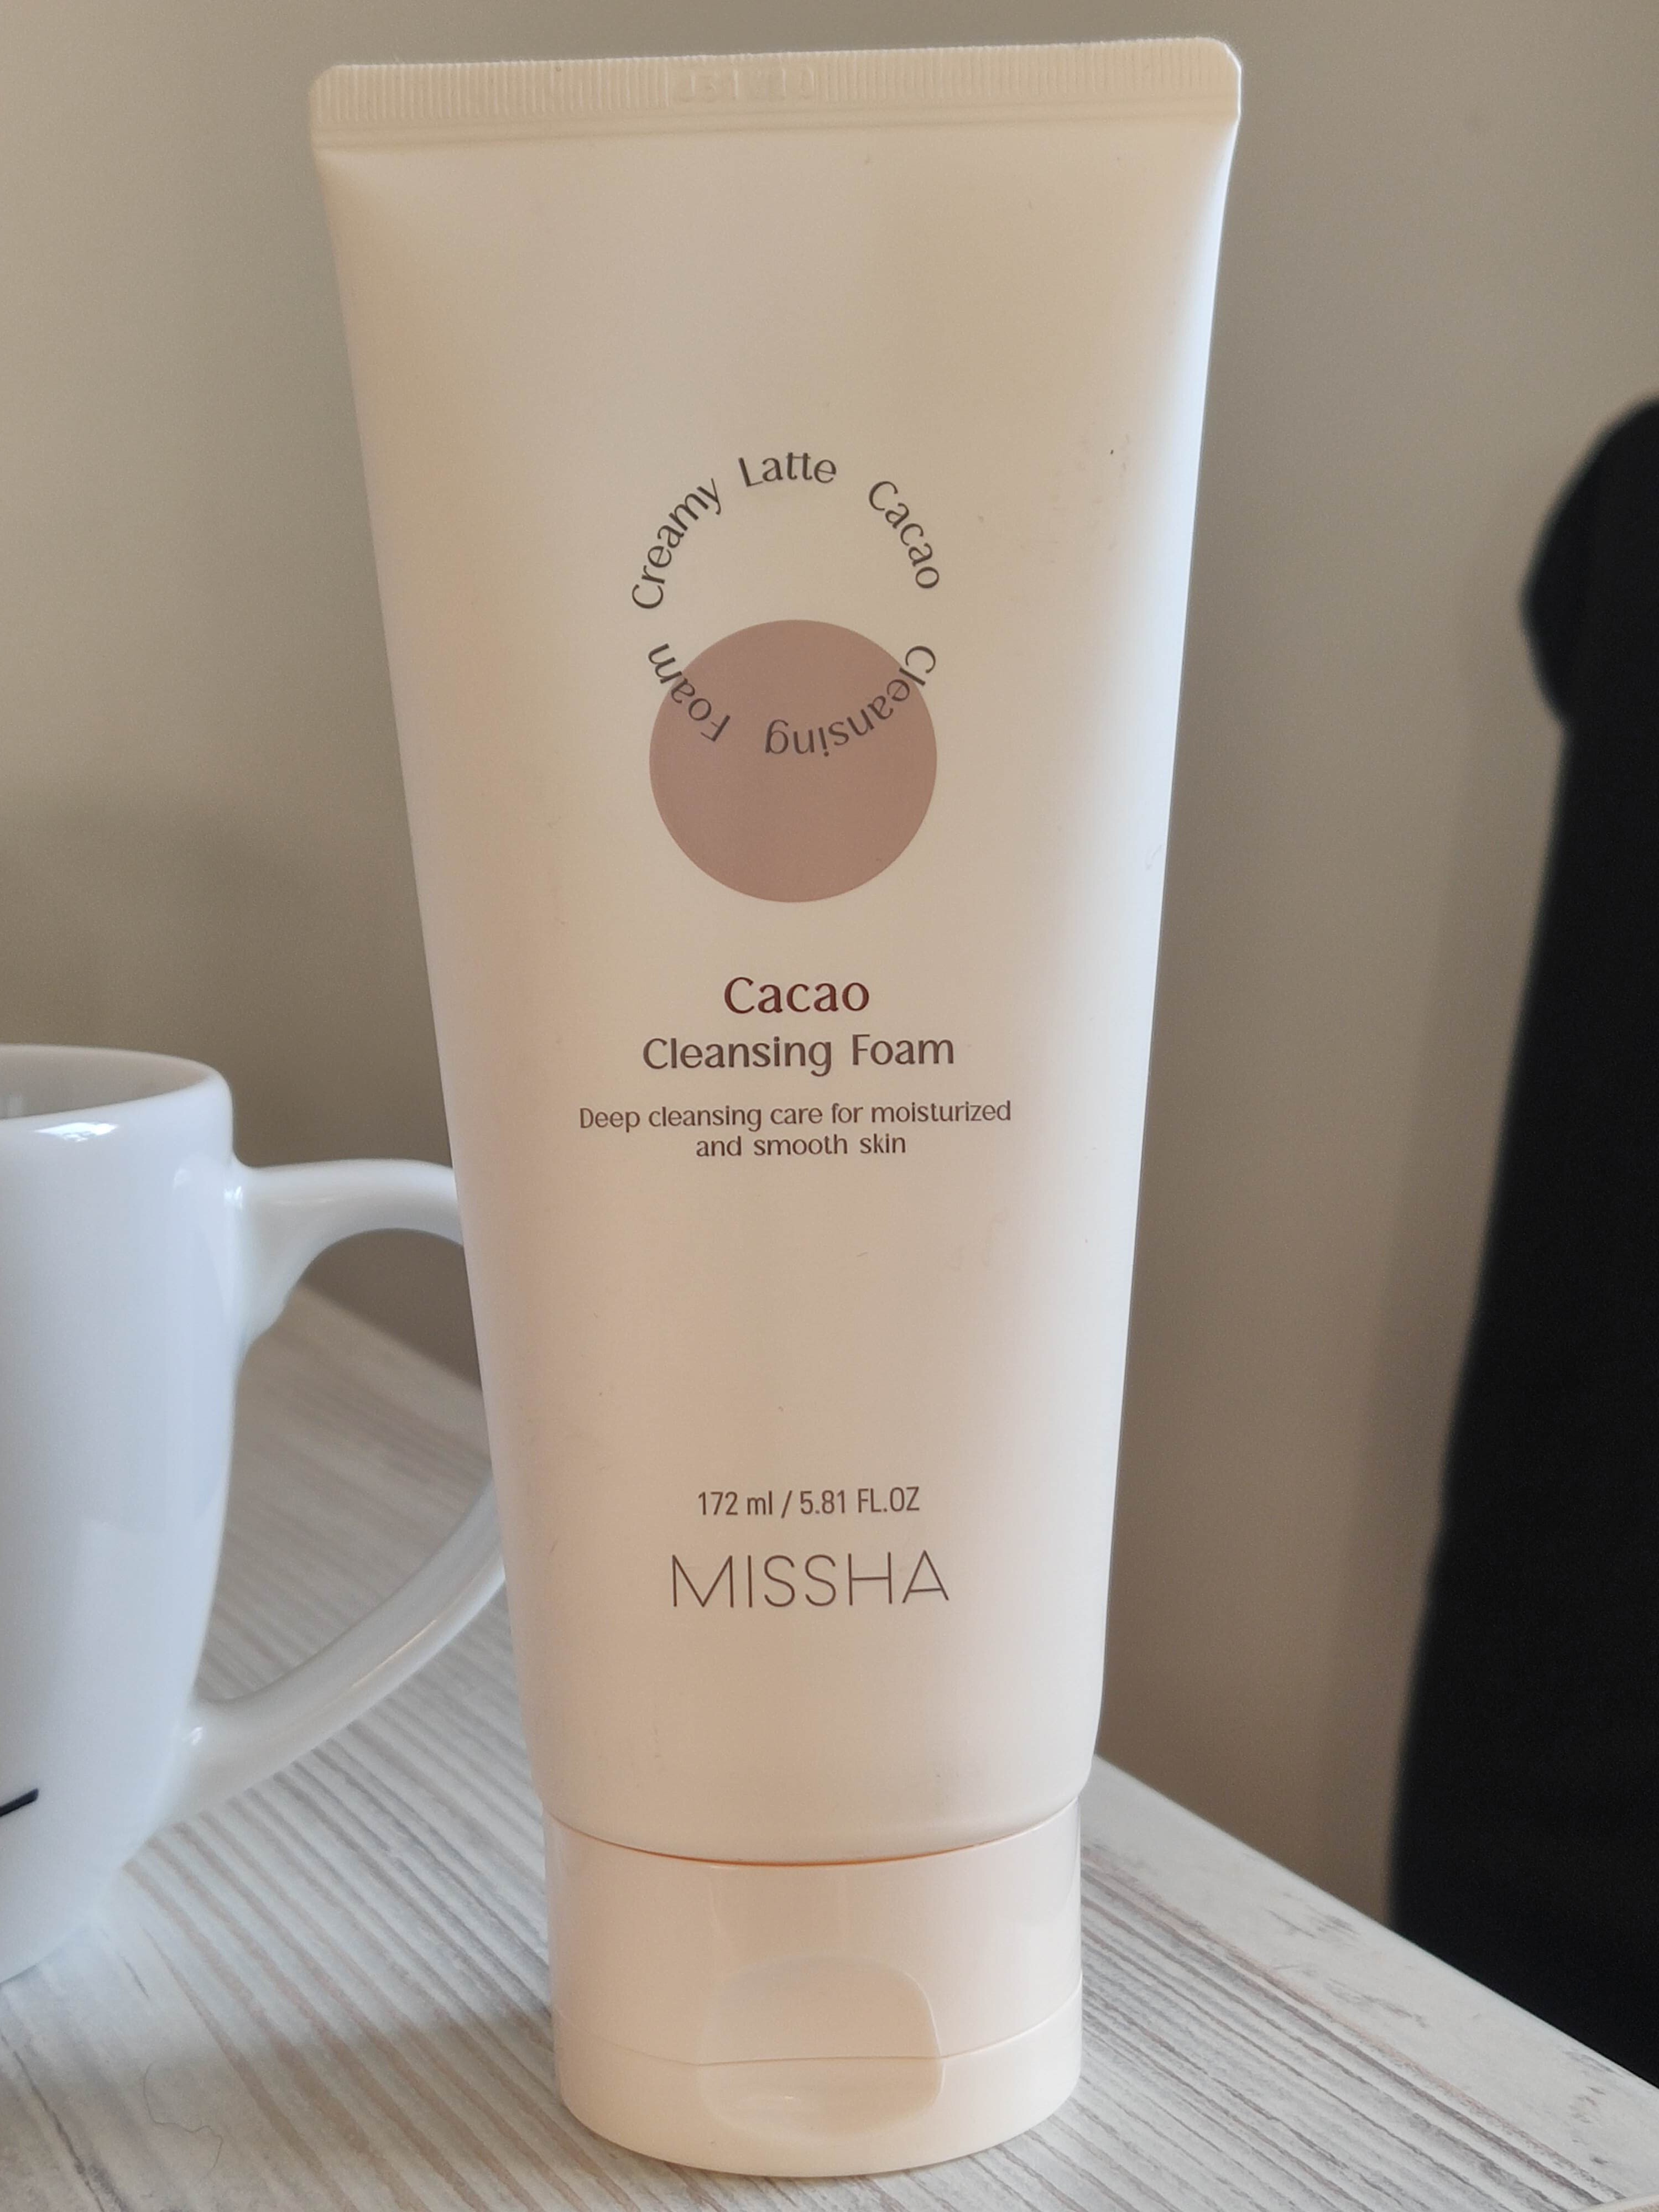 Creamy Latte Cacao Cleansing Foam
Cacao
Cleansing Foam
Deep cleansing care for moisturized
and smooth skin
172 ml / 5.81 FL.OZ
MISSHA